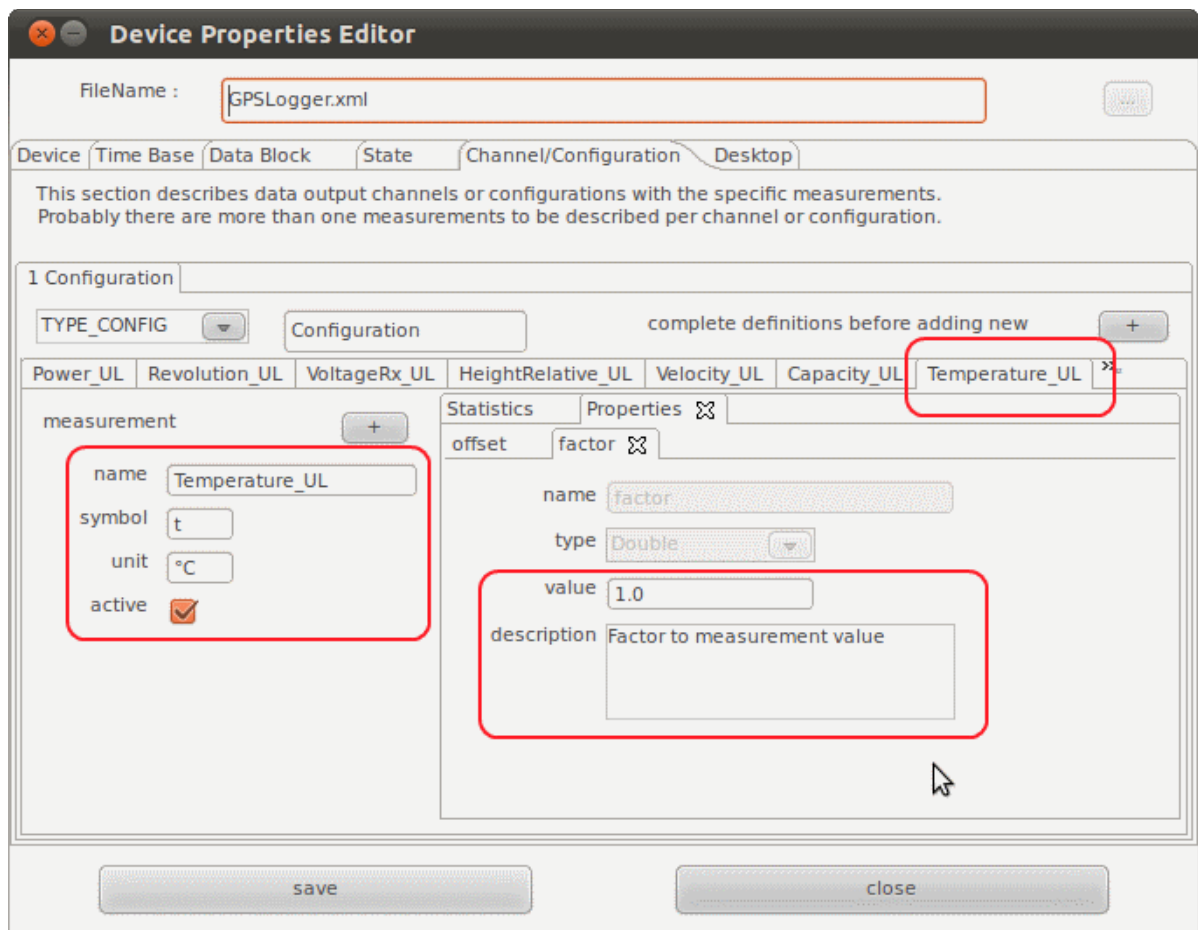 Device Properties Editor
FileName :
GPSLogger.xml
...
Device Time Base Data Block State Channel/Configuration Desktop
This section describes data output channels or configurations with the specific measurements.
Probably there are more than one measurements to be described per channel or configuration.
1 Configuration
TYPE_CONFIG Configuration complete definitions before adding new +
Power_UL Revolution_UL VoltageRx_UL HeightRelative_UL Velocity_UL Capacity_UL Temperature_UL
measurement +
name Temperature_UL
symbol t
unit °C
active
Statistics Properties
offset factor
name factor
type Double
value 1.0
description Factor to measurement value
save close